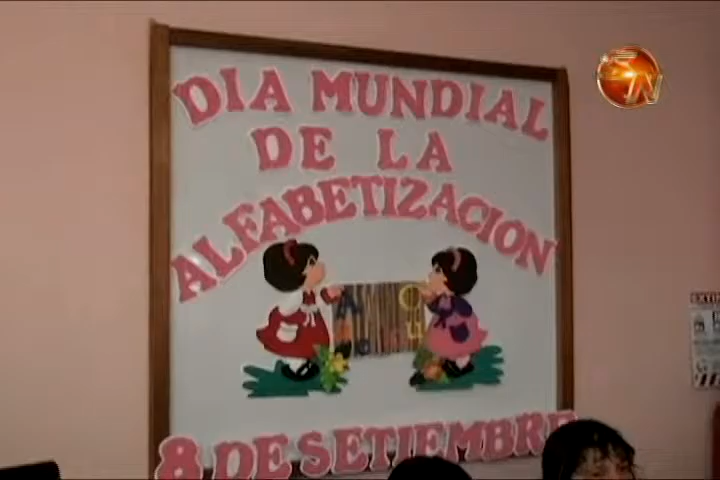 DIA MUNDIAL
DE LA
ALFABETIZACION
8 DE SETIEMBRE